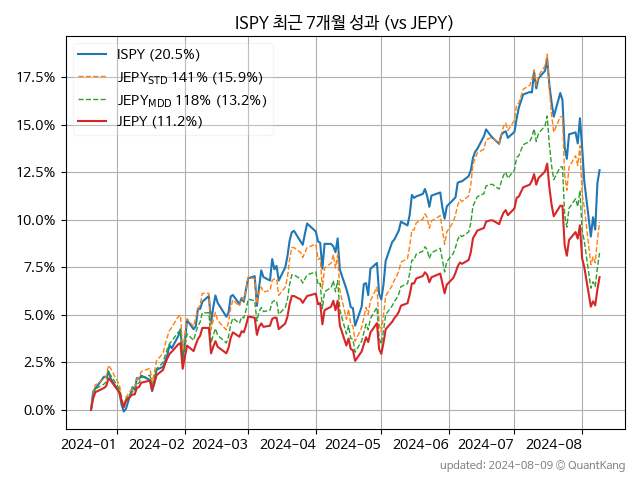 ISPY 최근 7개월 성과 (vs JEPY)
ISPY (20.5%)
JEPYSTD 141% (15.9%)
JEPYMDD 118% (13.2%)
JEPY (11.2%)
17.5%
15.0%
12.5%
10.0%
7.5%
5.0%
2.5%
0.0%
2024-01 2024-02 2024-03 2024-04 2024-05 2024-06 2024-07 2024-08
updated: 2024-08-09 © QuantKang